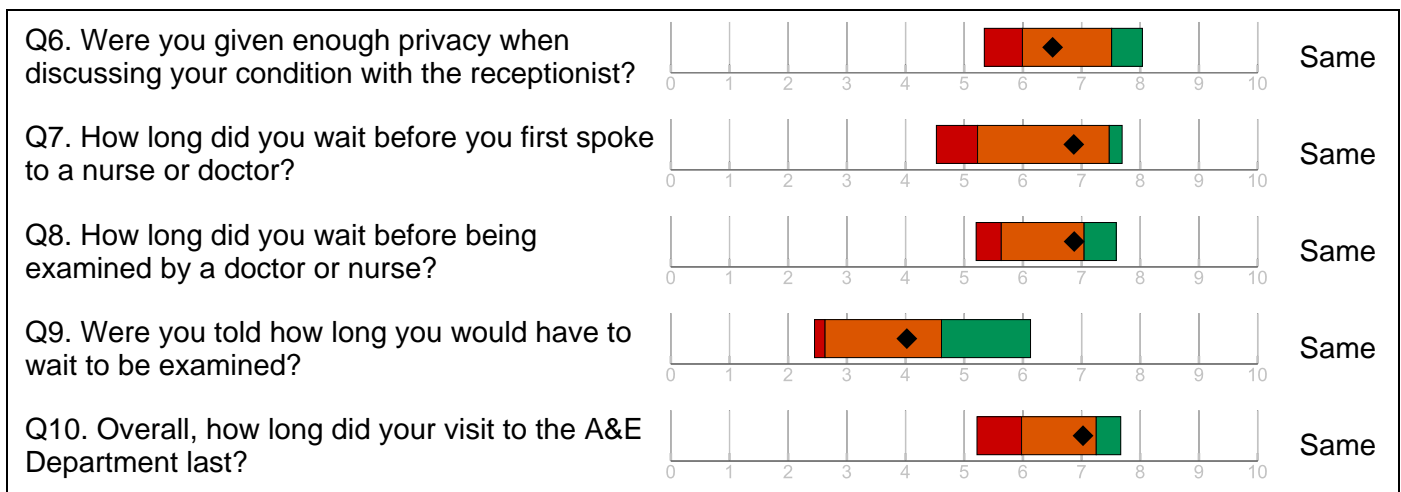 Q6. Were you given enough privacy when
discussing your condition with the receptionist?
0 1 2 3 4 5 6 7 8 9 10
Same
Q7. How long did you wait before you first spoke
to a nurse or doctor?
0 1 2 3 4 5 6 7 8 9 10
Same
Q8. How long did you wait before being
examined by a doctor or nurse?
0 1 2 3 4 5 6 7 8 9 10
Same
Q9. Were you told how long you would have to
wait to be examined?
0 1 2 3 4 5 6 7 8 9 10
Same
Q10. Overall, how long did your visit to the A&E
Department last?
0 1 2 3 4 5 6 7 8 9 10
Same